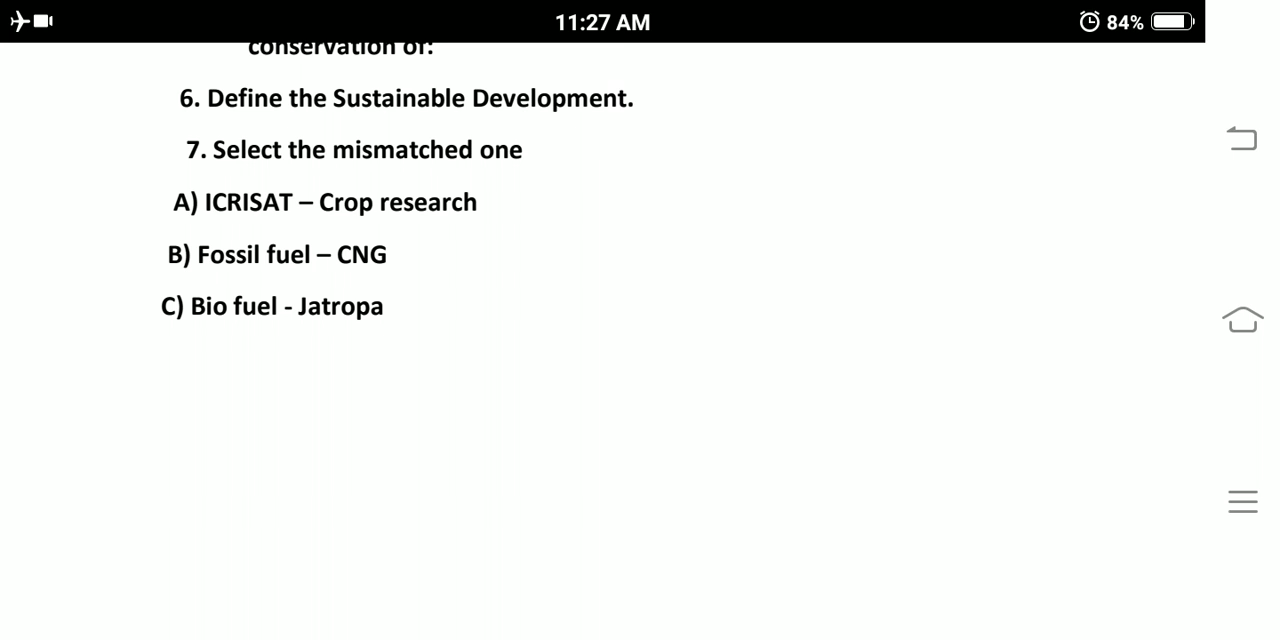 11:27 AM
84%
conservation of:
6. Define the Sustainable Development.
7. Select the mismatched one
A) ICRISAT – Crop research
B) Fossil fuel – CNG
C) Bio fuel - Jatropa